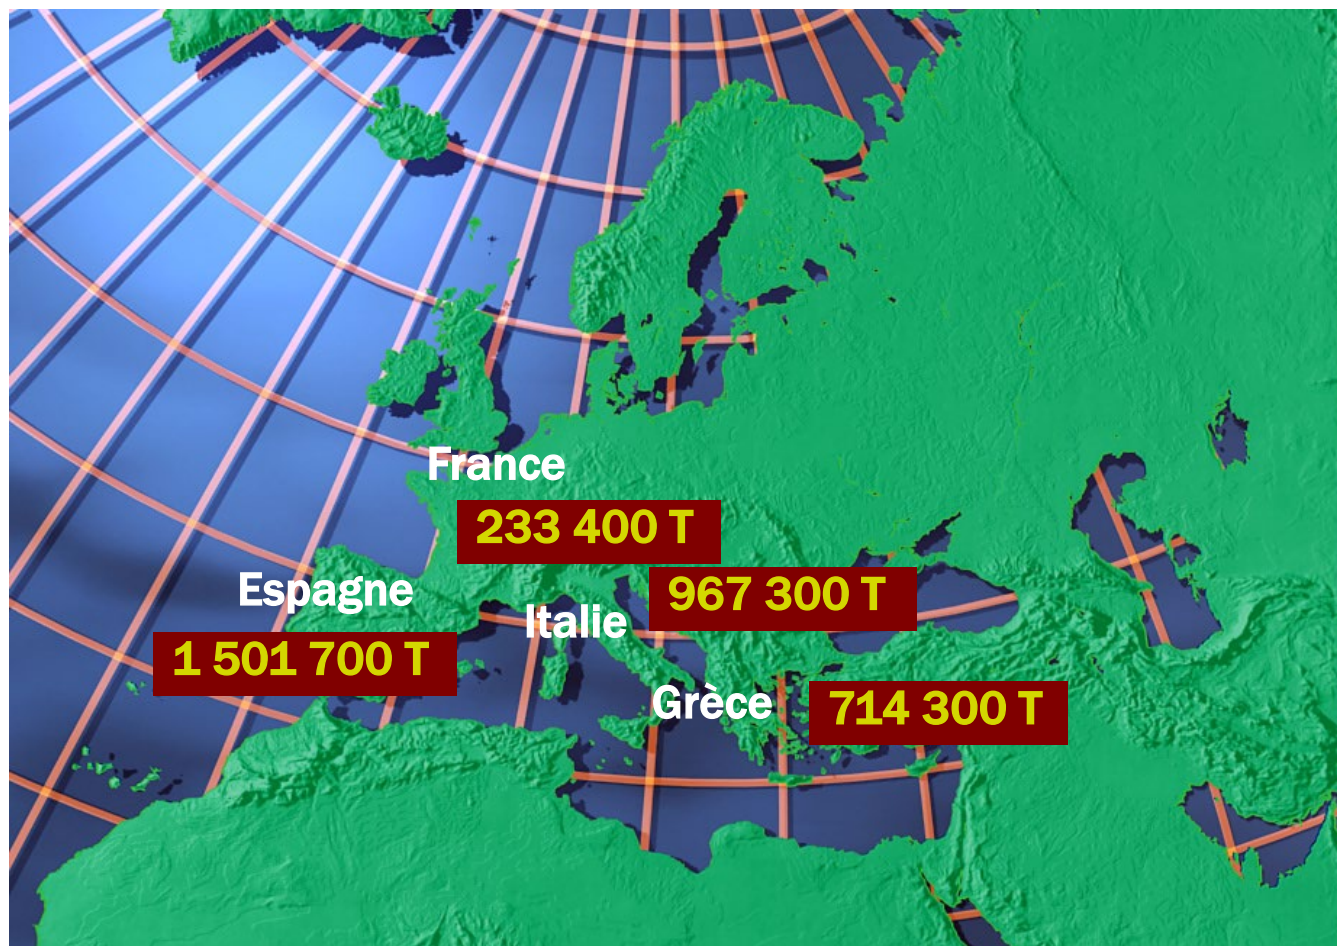 France
233 400 T
967 300 T
Espagne
Italie
1 501 700 T
Grèce
714 300 T